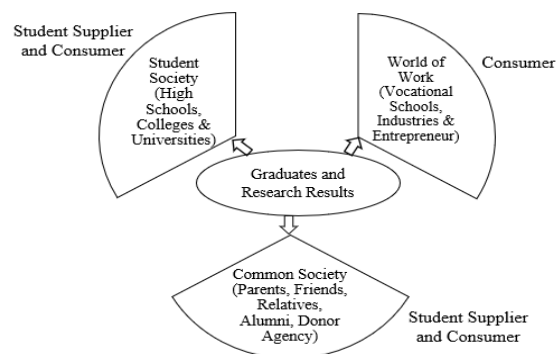 Student Supplier
and Consumer
Student
Society
(High
Schools,
Colleges &
Universities)
World of
Work
(Vocational
Schools,
Industries &
Entrepreneur)
Consumer
Graduates and
Research Results
Common Society
(Parents, Friends,
Relatives,
Alumni, Donor
Agency)
Student Supplier
and Consumer